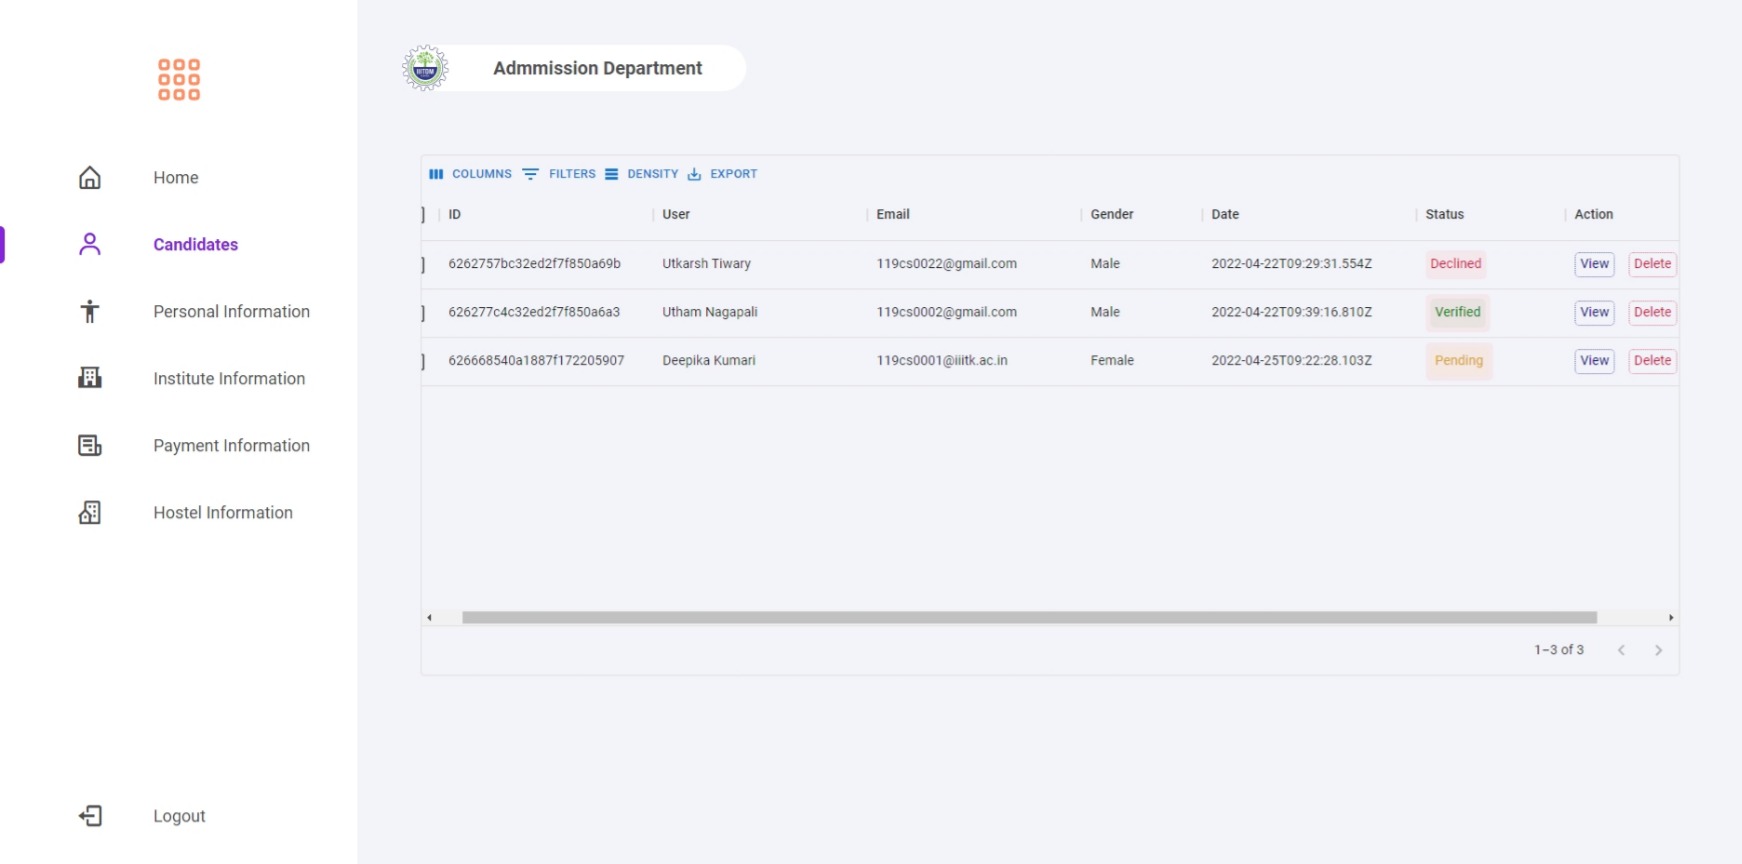 IIITDM
Admmission Department
Home
Candidates
Personal Information
Institute Information
Payment Information
Hostel Information
Logout
COLUMNS FILTERS DENSITY EXPORT
ID User Email Gender Date Status Action
6262757bc32ed2f7f850a69b Utkarsh Tiwary 119cs0022@gmail.com Male 2022-04-22T09:29:31.554Z Declined View Delete
626277c4c32ed2f7f850a6a3 Utham Nagapali 119cs0002@gmail.com Male 2022-04-22T09:39:16.810Z Verified View Delete
626668540a1887f172205907 Deepika Kumari 119cs0001@iiitk.ac.in Female 2022-04-25T09:22:28.103Z Pending View Delete
1–3 of 3